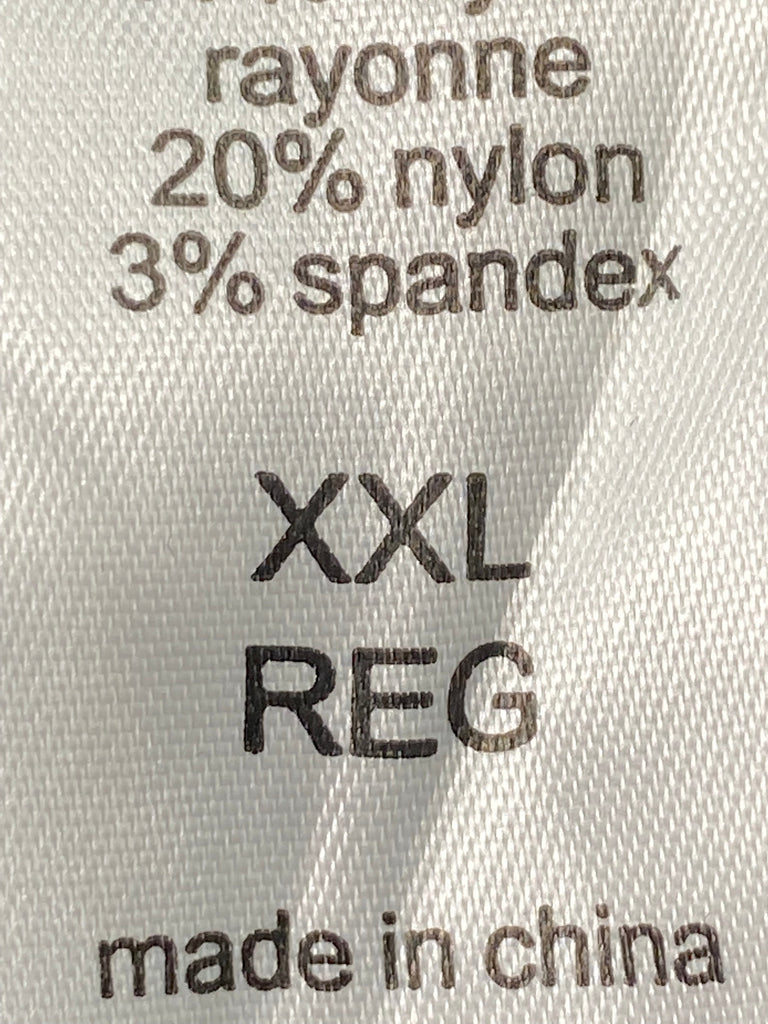 rayonne
20% nylon
3% spandex
XXL
REG
made in china